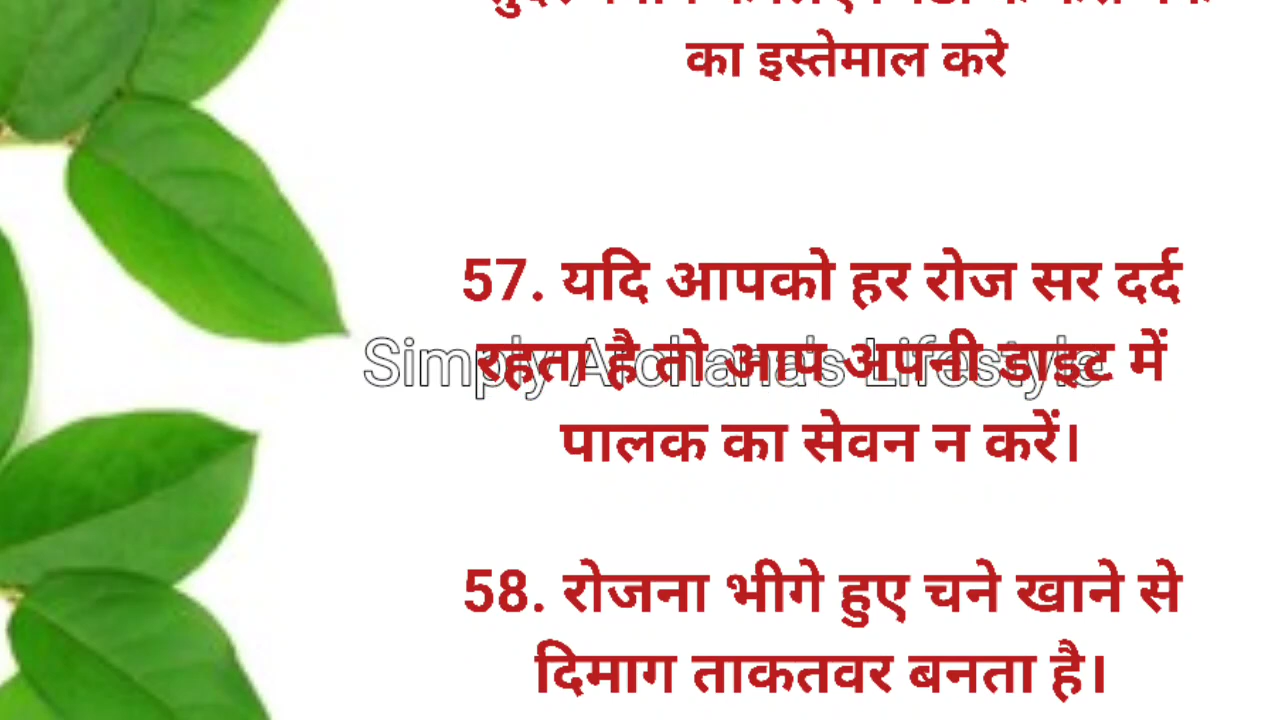 का इस्तेमाल करे
57. यदि आपको हर रोज सर दर्द
रहता है तो आप अपनी डाइट में
Simply Archana's Lifestyle
पालक का सेवन न करें।
58. रोजना भीगे हुए चने खाने से
दिमाग ताकतवर बनता है।